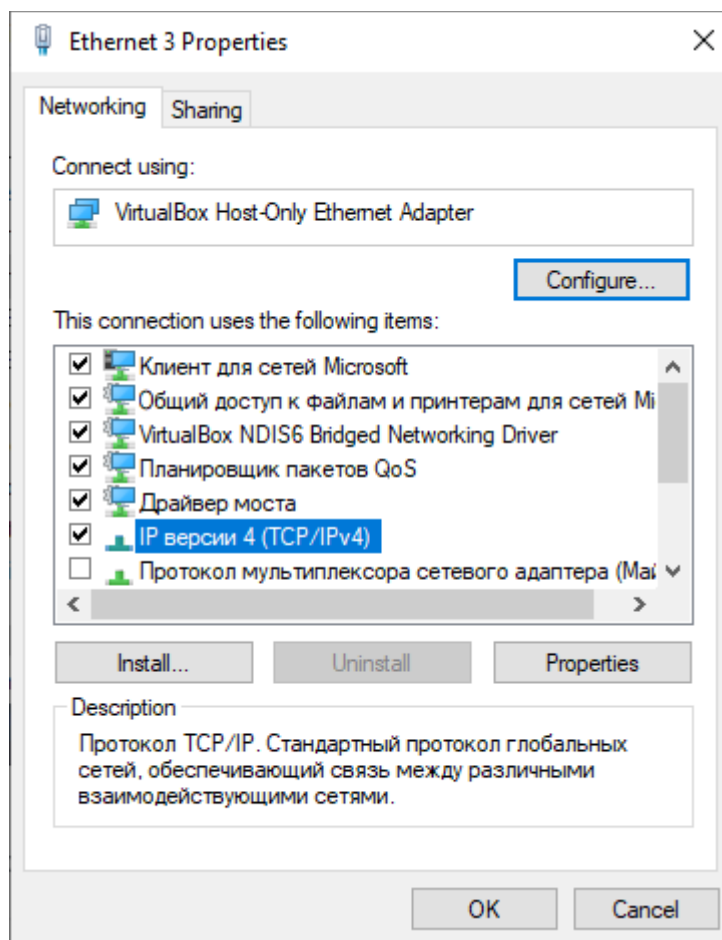 Ethernet 3 Properties
Networking
Sharing
Connect using:
VirtualBox Host-Only Ethernet Adapter
Configure...
This connection uses the following items:
Клиент для сетей Microsoft
Общий доступ к файлам и принтерам для сетей Mi
VirtualBox NDIS6 Bridged Networking Driver
Планировщик пакетов QoS
Драйвер моста
IP версии 4 (TCP/IPv4)
Протокол мультиплексора сетевого адаптера (Май
Install...
Uninstall
Properties
Description
Протокол TCP/IP. Стандартный протокол глобальных
сетей, обеспечивающий связь между различными
взаимодействующими сетями.
OK
Cancel